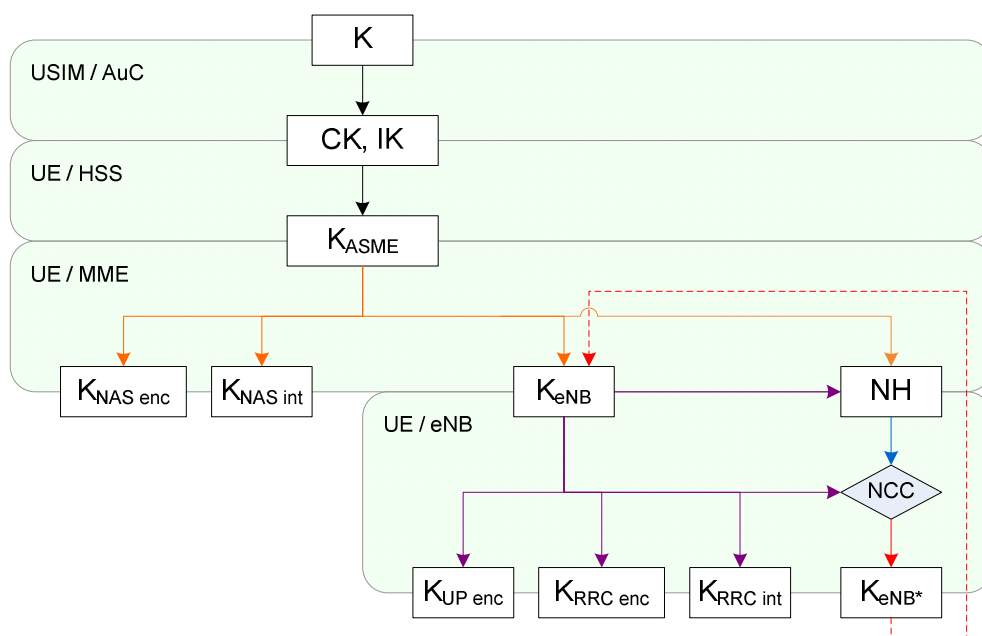 K
USIM / AuC
CK, IK
UE / HSS
KASME
UE / MME
KNAS enc
KNAS int
KeNB
NH
UE / eNB
NCC
KUP enc
KRRC enc
KRRC int
KeNB*